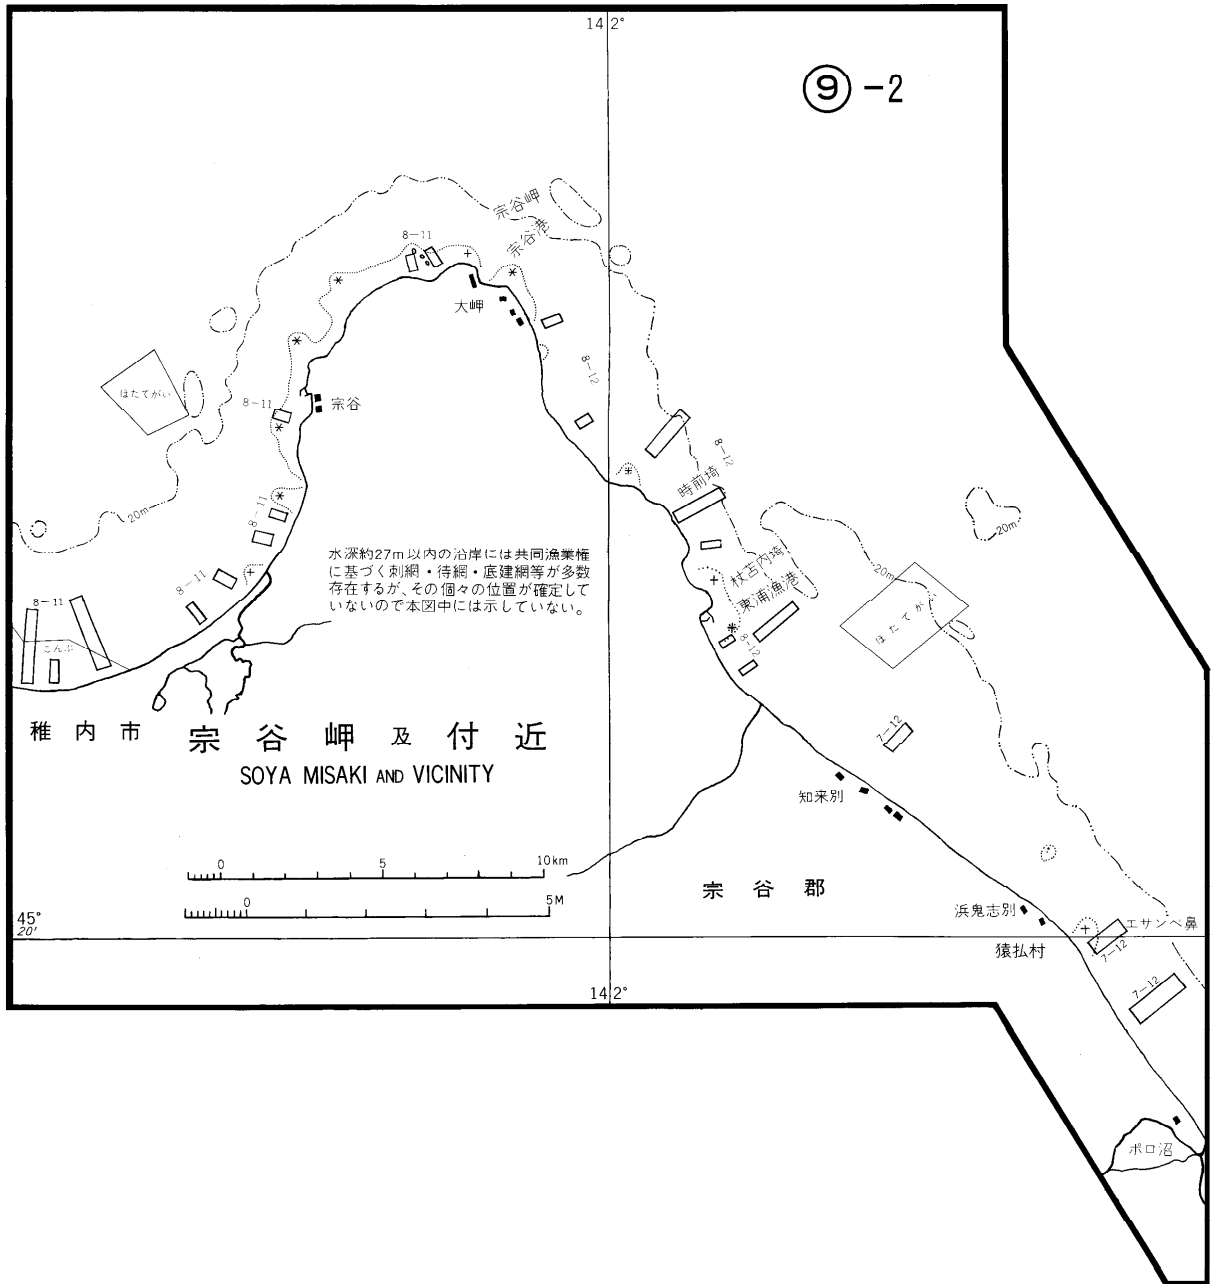 142°
⑨-2
宗谷岬
宗谷港
8-11
大岬
8-12
ほたてがい
8-11
宗谷
8-12
時前埼
20m
8-11
20m
水深約27m以内の沿岸には共同漁業権
に基づく刺網・待網・底建網等が多数
存在するが、その個々の位置が確定して
いないので本図中には示していない。
杖苫内埼
20m
東浦漁港
8-11
8-11
ほたてがい
こんぶ
8-12
稚内市
宗谷岬及付近
SOYA MISAKI AND VICINITY
7-12
知来別
0 5 10km
0 5M
宗谷郡
45°
20′
浜鬼志別
エサンベ鼻
猿払村
7-12
142°
7-12
ポロ沼